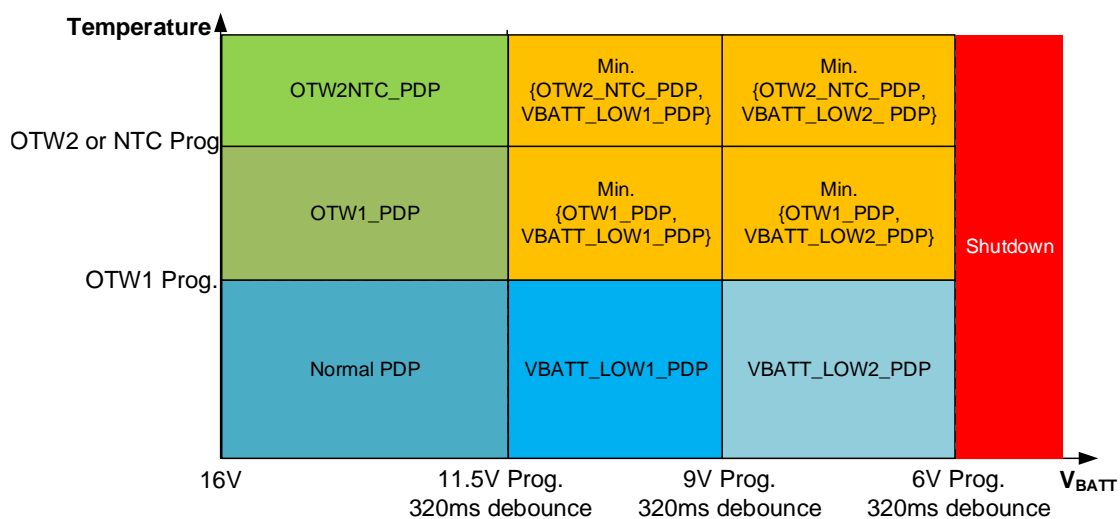 Temperature
OTW2NTC_PDP
Min.
{OTW2_NTC_PDP,
VBATT_LOW1_PDP}
Min.
{OTW2_NTC_PDP,
VBATT_LOW2_ PDP}
OTW2 or NTC Prog
OTW1_PDP
Min.
{OTW1_PDP,
VBATT_LOW1_PDP}
Min.
{OTW1_PDP,
VBATT_LOW2_PDP}
Shutdown
OTW1 Prog.
Normal PDP
VBATT_LOW1_PDP
VBATT_LOW2_PDP
16V
11.5V Prog.
320ms debounce
9V Prog.
320ms debounce
6V Prog.
320ms debounce
VBATT